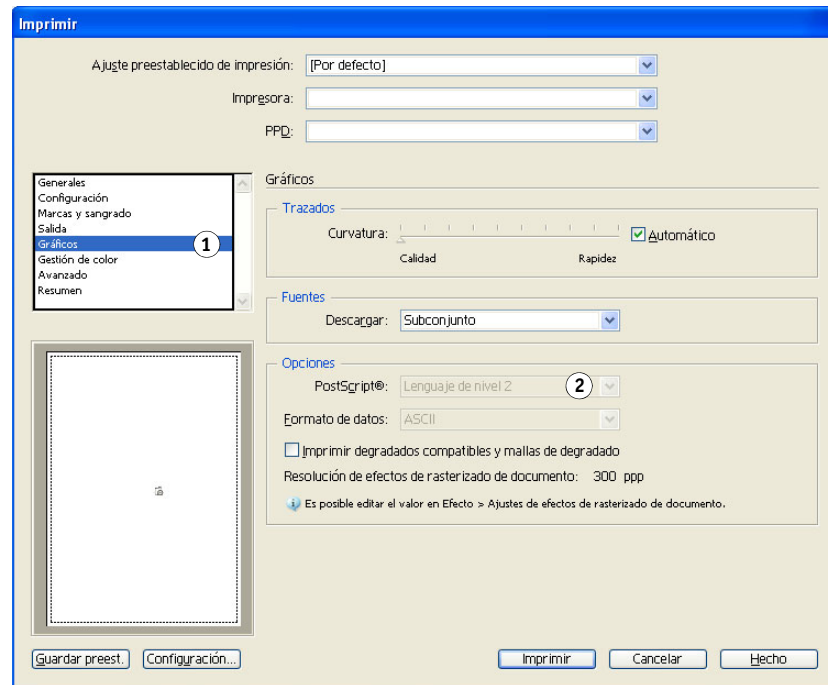 Imprimir
Ajuste preestablecido de impresión: [Por defecto]
Impresora:
PPD:
Generales
Configuración
Marcas y sangrado
Salida
Gráficos 1
Gestión de color
Avanzado
Resumen
Gráficos
Trazados
Curvatura: Automático
Calidad Rapidez
Fuentes
Descargar: Subconjunto
Opciones
PostScript®: Lenguaje de nivel 2 2
Formato de datos: ASCII
Imprimir degradados compatibles y mallas de degradado
Resolución de efectos de rasterizado de documento: 300 ppp
Es posible editar el valor en Efecto > Ajustes de efectos de rasterizado de documento.
Guardar preest. Configuración... Imprimir Cancelar Hecho